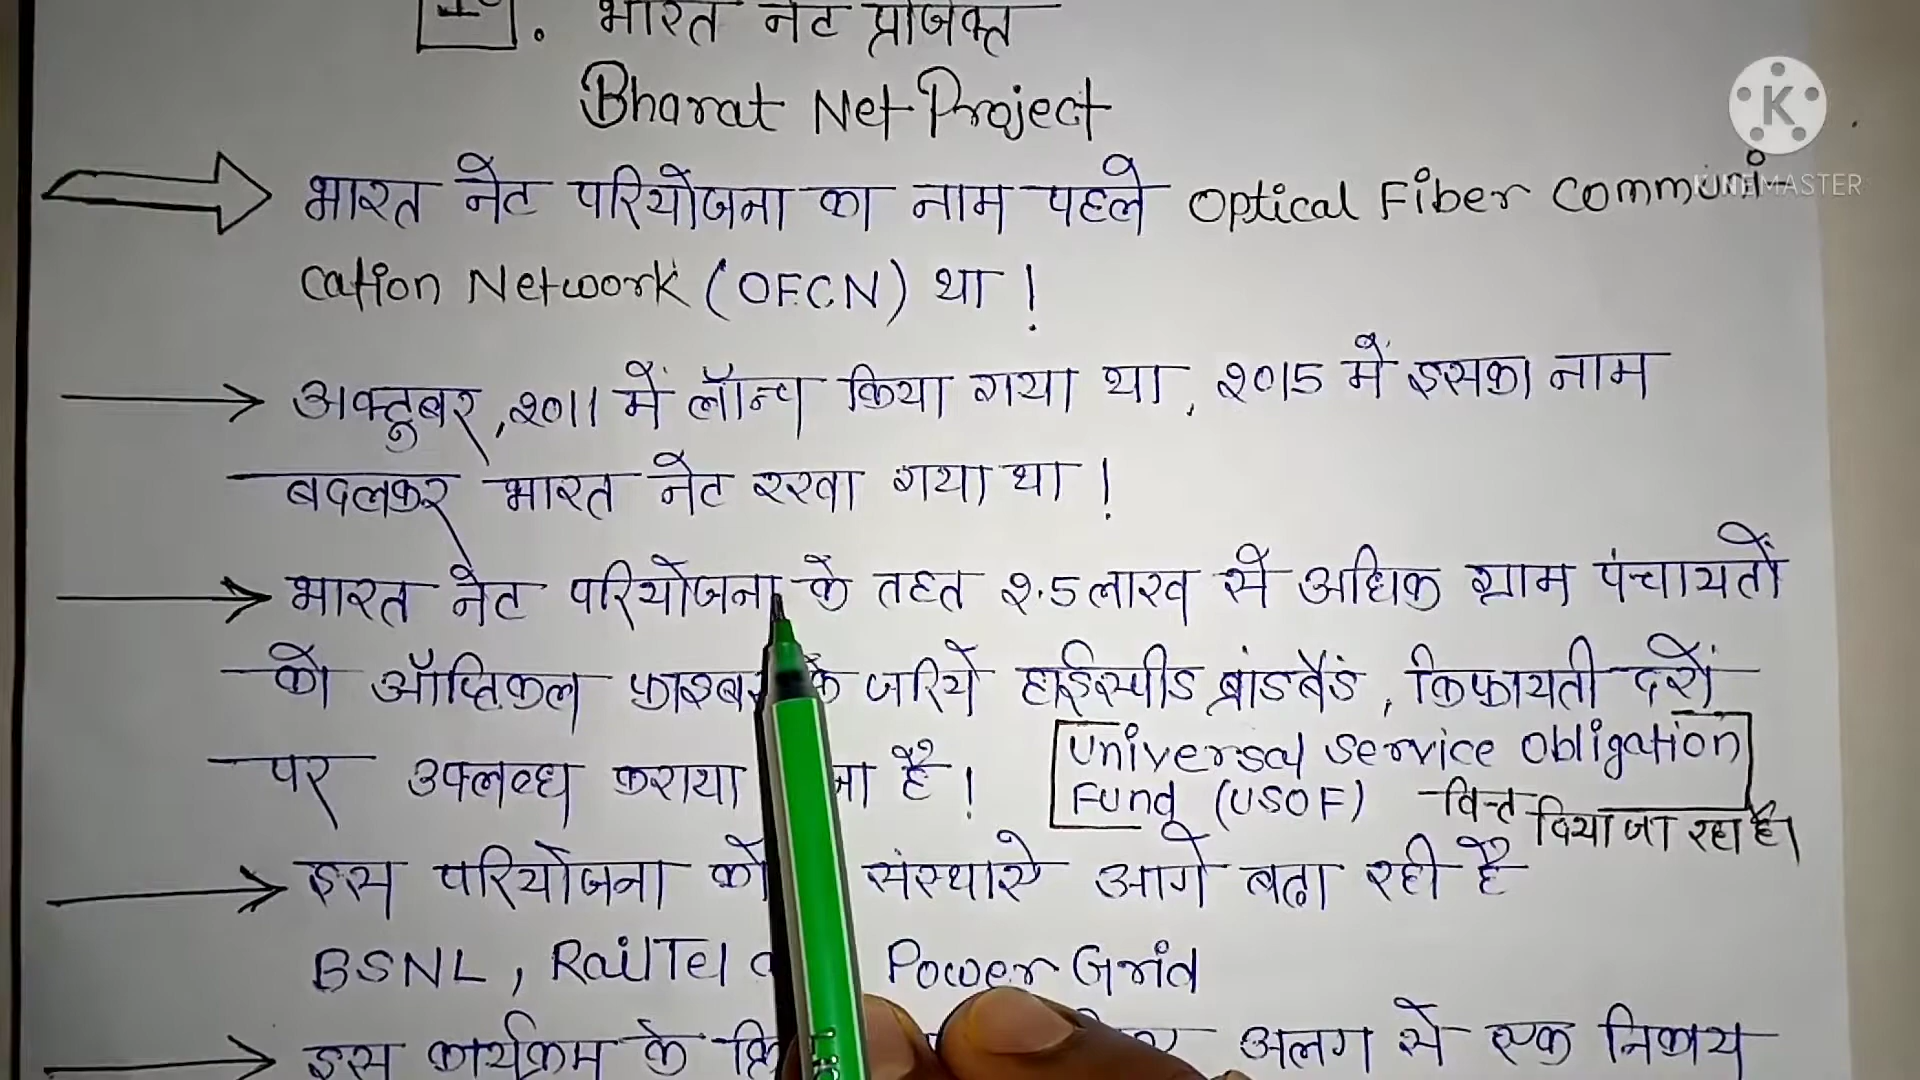 भारत नेट प्रोजेक्ट
Bharat Net Project
K
KINEMASTER
भारत नेट परियोजना का नाम पहले Optical Fiber Communi
cation Network (OFCN) था !
अक्टूबर, 2011 में लॉन्च किया गया था, 2015 में इसका नाम
बदलकर भारत नेट रखा गया था !
भारत नेट परियोजना के तहत 2.5 लाख से अधिक ग्राम पंचायतों
को ऑप्तिकल फाइबर के जरिये हाईस्पीड ब्रांडबैंड, किफायती दरों
पर उपलब्ध कराया है !
Universal Service Obligation
Fund (USOF) वित्त दिया जा रहा है।
इस परियोजना को संस्थाऐ आगे बढा रही है
BSNL, RailTel Power Grid
इस कार्यक्रम के अलग से एक निकाय